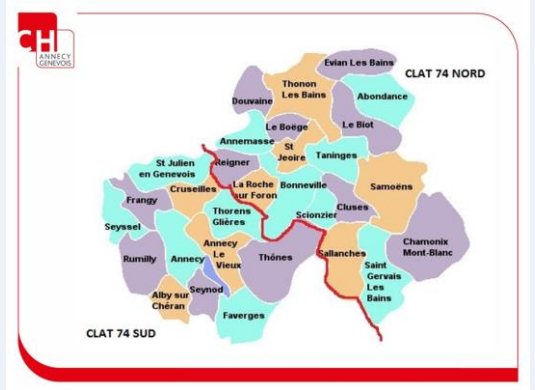 CH
ANNECY
GENEVOIS
Evian Les Bains
CLAT 74 NORD
Thonon
Les Bains
Abondance
Douvaine
Le Boëge
Le Biot
Annemasse
St
Jeoire
Taninges
St Julien
en Genevois
Reigner
Cruseilles
La Roche
sur Foron
Bonneville
Samoëns
Frangy
Cluses
Thorens
Glières
Scionzier
Seyssel
Annecy
Le
Vieux
Chamonix
Mont-Blanc
Rumilly
Annecy
Thônes
Sallanches
Saint
Gervais
Les
Bains
Alby sur
Chéran
Seynod
Faverges
CLAT 74 SUD